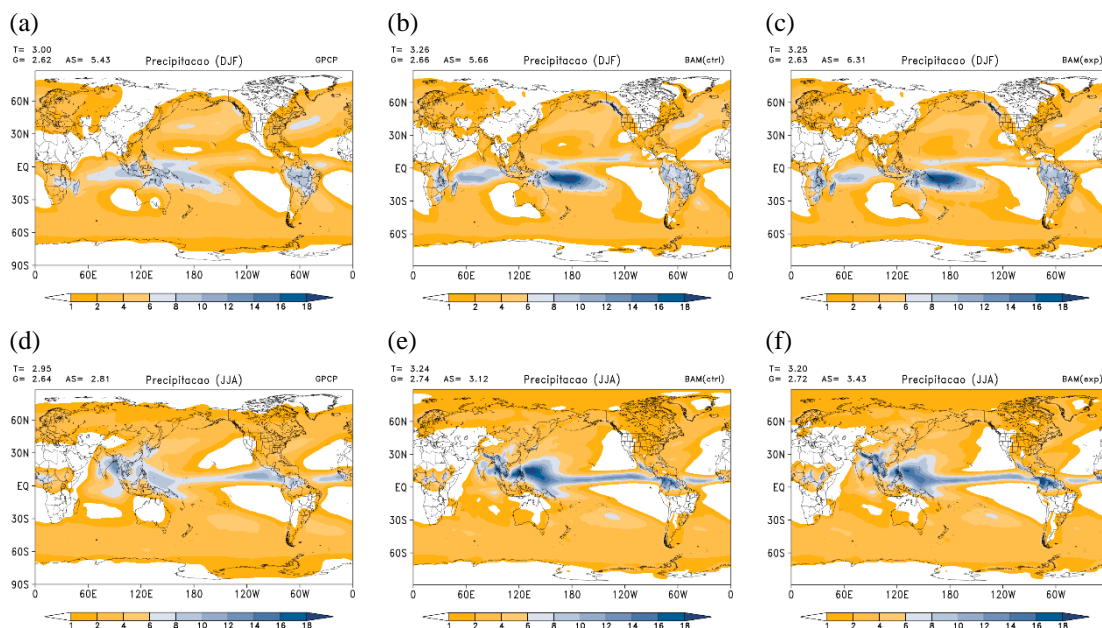 (a) (b) (c)
T= 3.00
G= 2.62 AS= 5.43 Precipitacao (DJF) GPCP
T= 3.26
G= 2.66 AS= 5.66 Precipitacao (DJF) BAM(ctrl)
T= 3.25
G= 2.63 AS= 6.31 Precipitacao (DJF) BAM(exp)
60N 60N 60N
30N 30N 30N
EQ EQ EQ
30S 30S 30S
60S 60S 60S
90S 90S 90S
0 60E 120E 180 120W 60W 0
0 60E 120E 180 120W 60W 0
0 60E 120E 180 120W 60W 0
1 2 4 6 8 10 12 14 16 18
1 2 4 6 8 10 12 14 16 18
1 2 4 6 8 10 12 14 16 18
(d) (e) (f)
T= 2.95
G= 2.64 AS= 2.81 Precipitacao (JJA) GPCP
T= 3.24
G= 2.74 AS= 3.12 Precipitacao (JJA) BAM(ctrl)
T= 3.20
G= 2.72 AS= 3.43 Precipitacao (JJA) BAM(exp)
60N 60N 60N
30N 30N 30N
EQ EQ EQ
30S 30S 30S
60S 60S 60S
90S 90S 90S
0 60E 120E 180 120W 60W 0
0 60E 120E 180 120W 60W 0
0 60E 120E 180 120W 60W 0
1 2 4 6 8 10 12 14 16 18
1 2 4 6 8 10 12 14 16 18
1 2 4 6 8 10 12 14 16 18